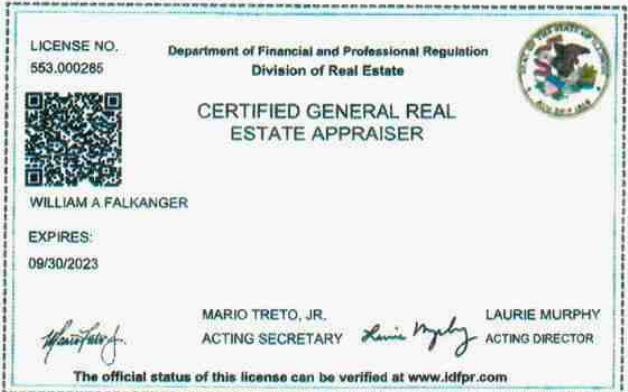 LICENSE NO.
553.000285
Department of Financial and Professional Regulation
Division of Real Estate
CERTIFIED GENERAL REAL
ESTATE APPRAISER
WILLIAM A FALKANGER
EXPIRES:
09/30/2023
MARIO TRETO, JR.
ACTING SECRETARY
LAURIE MURPHY
ACTING DIRECTOR
The official status of this license can be verified at www.idfpr.com